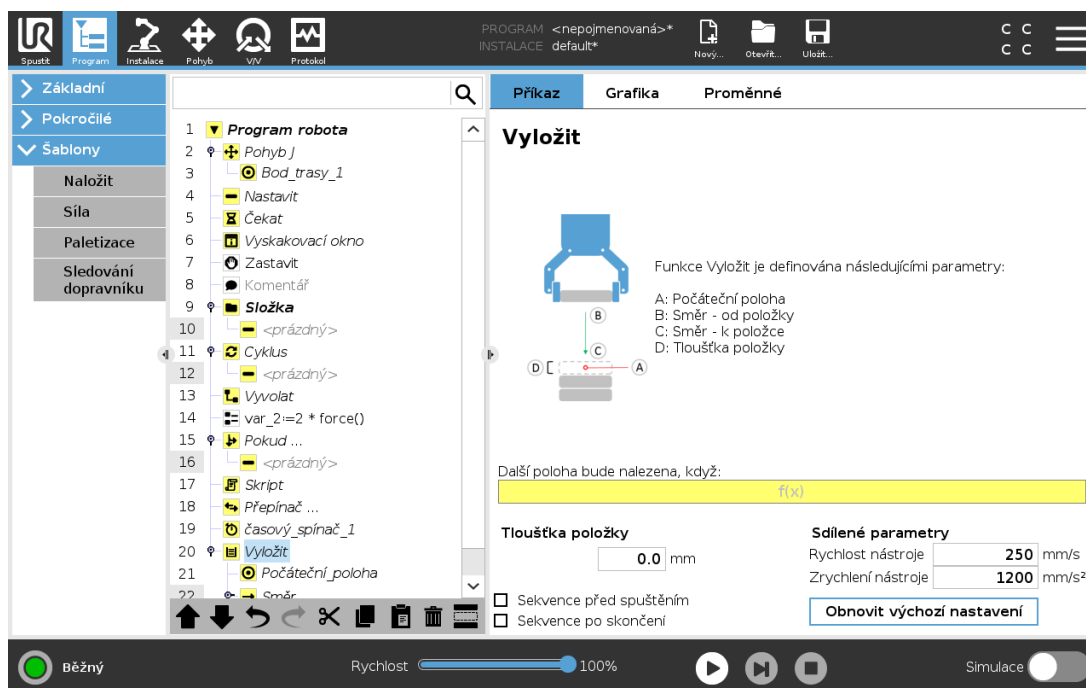 PROGRAM <nepojmenovaná>*
INSTALACE default*
Spustit
Program
Instalace
Pohyb
V/V
Protokol
Nový...
Otevřít...
Uložit...
C C
C C
Základní
Pokročilé
Šablony
Naložit
Síla
Paletizace
Sledování
dopravníku
1 Program robota
2 Pohyb J
3 Bod_trasy_1
4 Nastavit
5 Čekat
6 Vyskakovací okno
7 Zastavit
8 Komentář
9 Složka
10 <prázdný>
11 Cyklus
12 <prázdný>
13 Vyvolat
14 var_2:=2 * force()
15 Pokud ...
16 <prázdný>
17 Skript
18 Přepínač ...
19 časový_spínač_1
20 Vyložit
21 Počáteční_poloha
22 Směr
Příkaz
Grafika
Proměnné
Vyložit
B
C
D
A
Funkce Vyložit je definována následujícími parametry:
A: Počáteční poloha
B: Směr - od položky
C: Směr - k položce
D: Tloušťka položky
Další poloha bude nalezena, když:
f(x)
Tloušťka položky
0.0 mm
Sekvence před spuštěním
Sekvence po skončení
Sdílené parametry
Rychlost nástroje 250 mm/s
Zrychlení nástroje 1200 mm/s²
Obnovit výchozí nastavení
Běžný
Rychlost 100%
Simulace